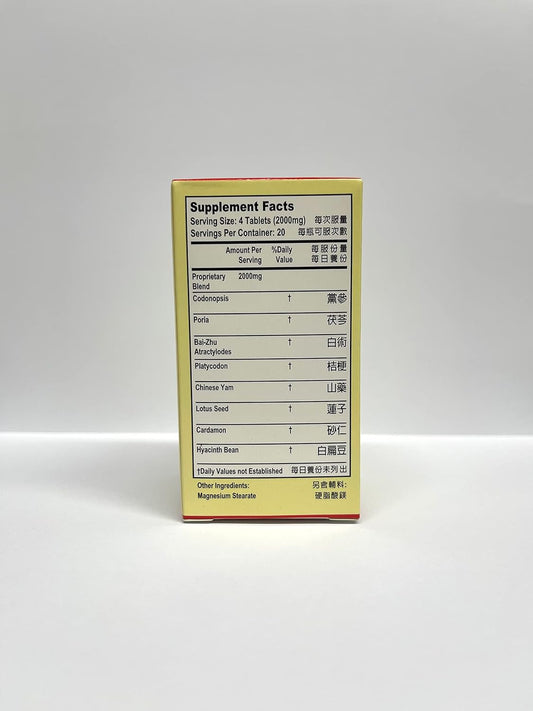 Supplement Facts
Serving Size: 4 Tablets (2000mg) 每次服量
Servings Per Container: 20 每瓶可服次數
Amount Per %Daily 每服份量
Serving Value 每日養份
Proprietary 2000mg
Blend
Codonopsis † 黨參
Poria † 茯苓
Bai-Zhu † 白術
Atractylodes
Platycodon † 桔梗
Chinese Yam † 山藥
Lotus Seed † 蓮子
Cardamon † 砂仁
Hyacinth Bean † 白扁豆
†Daily Values not Established 每日養份未列出
Other Ingredients: 另含輔料:
Magnesium Stearate 硬脂酸鎂